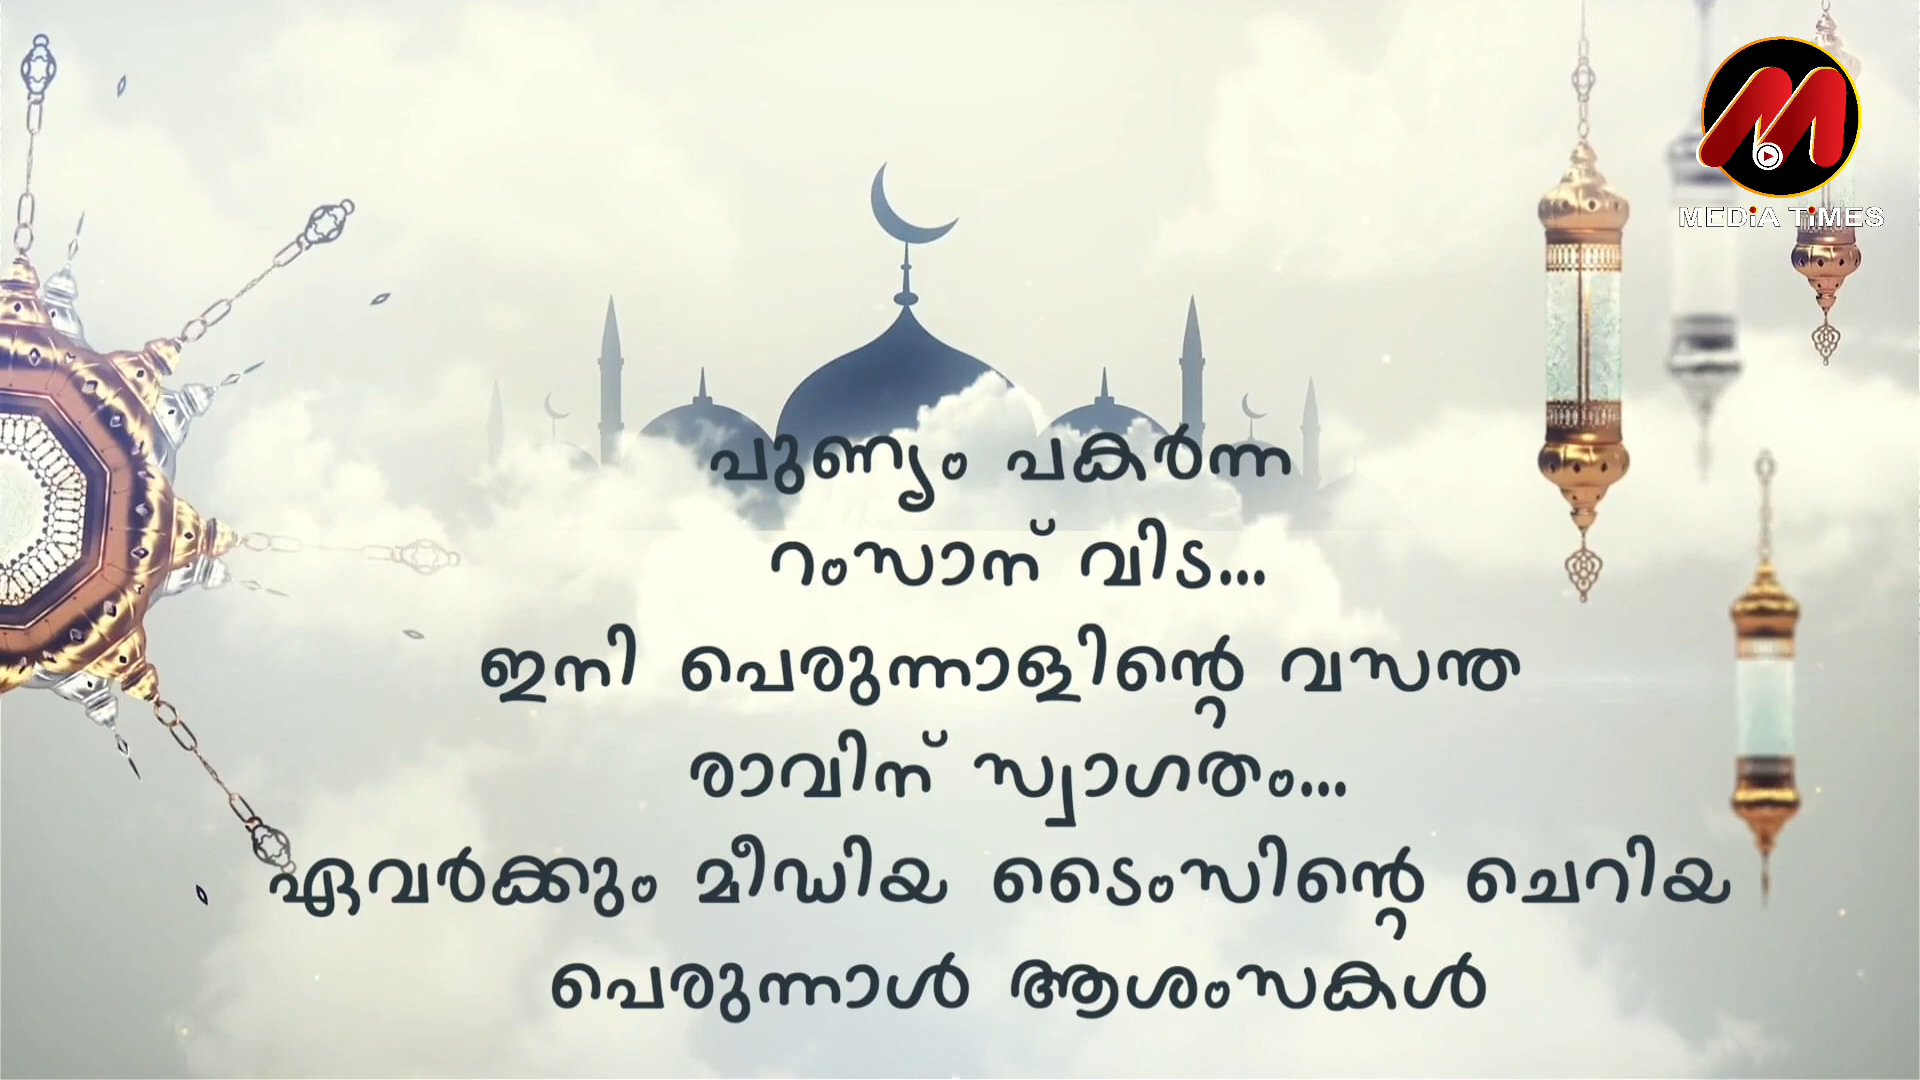 MEDiA TiMES
പുണ്യം പകർന്ന
റംസാന് വിട...
ഇനി പെരുന്നാളിന്റെ വസന്ത
രാവിന് സ്വാഗതം...
ഏവർക്കും മീഡിയ ടൈംസിന്റെ ചെറിയ
പെരുന്നാൾ ആശംസകൾ